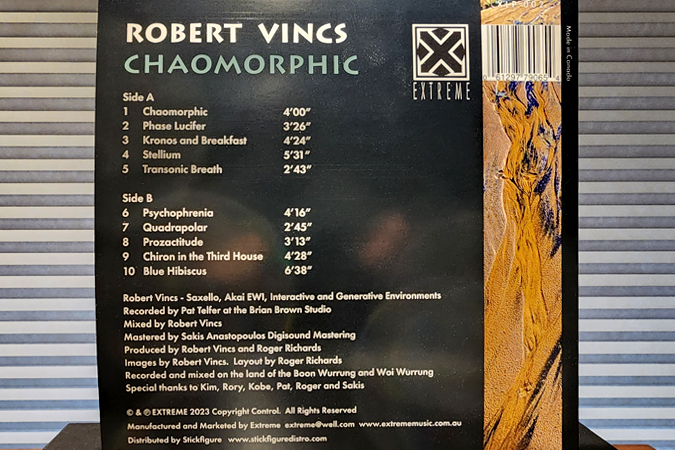 ROBERT VINCS
CHAOMORPHIC
EXTREME
Made in Canada
Side A
1 Chaomorphic 4'00"
2 Phase Lucifer 3'26"
3 Kronos and Breakfast 4'24"
4 Stellium 5'31"
5 Transonic Breath 2'43"
Side B
6 Psychophrenia 4'16"
7 Quadrapolar 2'45"
8 Prozactitude 3'13"
9 Chiron in the Third House 4'28"
10 Blue Hibiscus 6'38"
Robert Vincs - Saxello, Akai EWI, Interactive and Generative Environments
Recorded by Pat Telfer at the Brian Brown Studio
Mixed by Robert Vincs
Mastered by Sakis Anastopoulos Digisound Mastering
Produced by Robert Vincs and Roger Richards
Images by Robert Vincs. Layout by Roger Richards
Recorded and mixed on the land of the Boon Wurrung and Woi Wurrung
Special thanks to Kim, Rory, Kobe, Pat, Roger and Sakis
© & ℗ EXTREME 2023 Copyright Control. All Rights Reserved
Manufactured and Marketed by Extreme extreme@well.com www.extrememusic.com.au
Distributed by Stickfigure www.stickfiguredistro.com